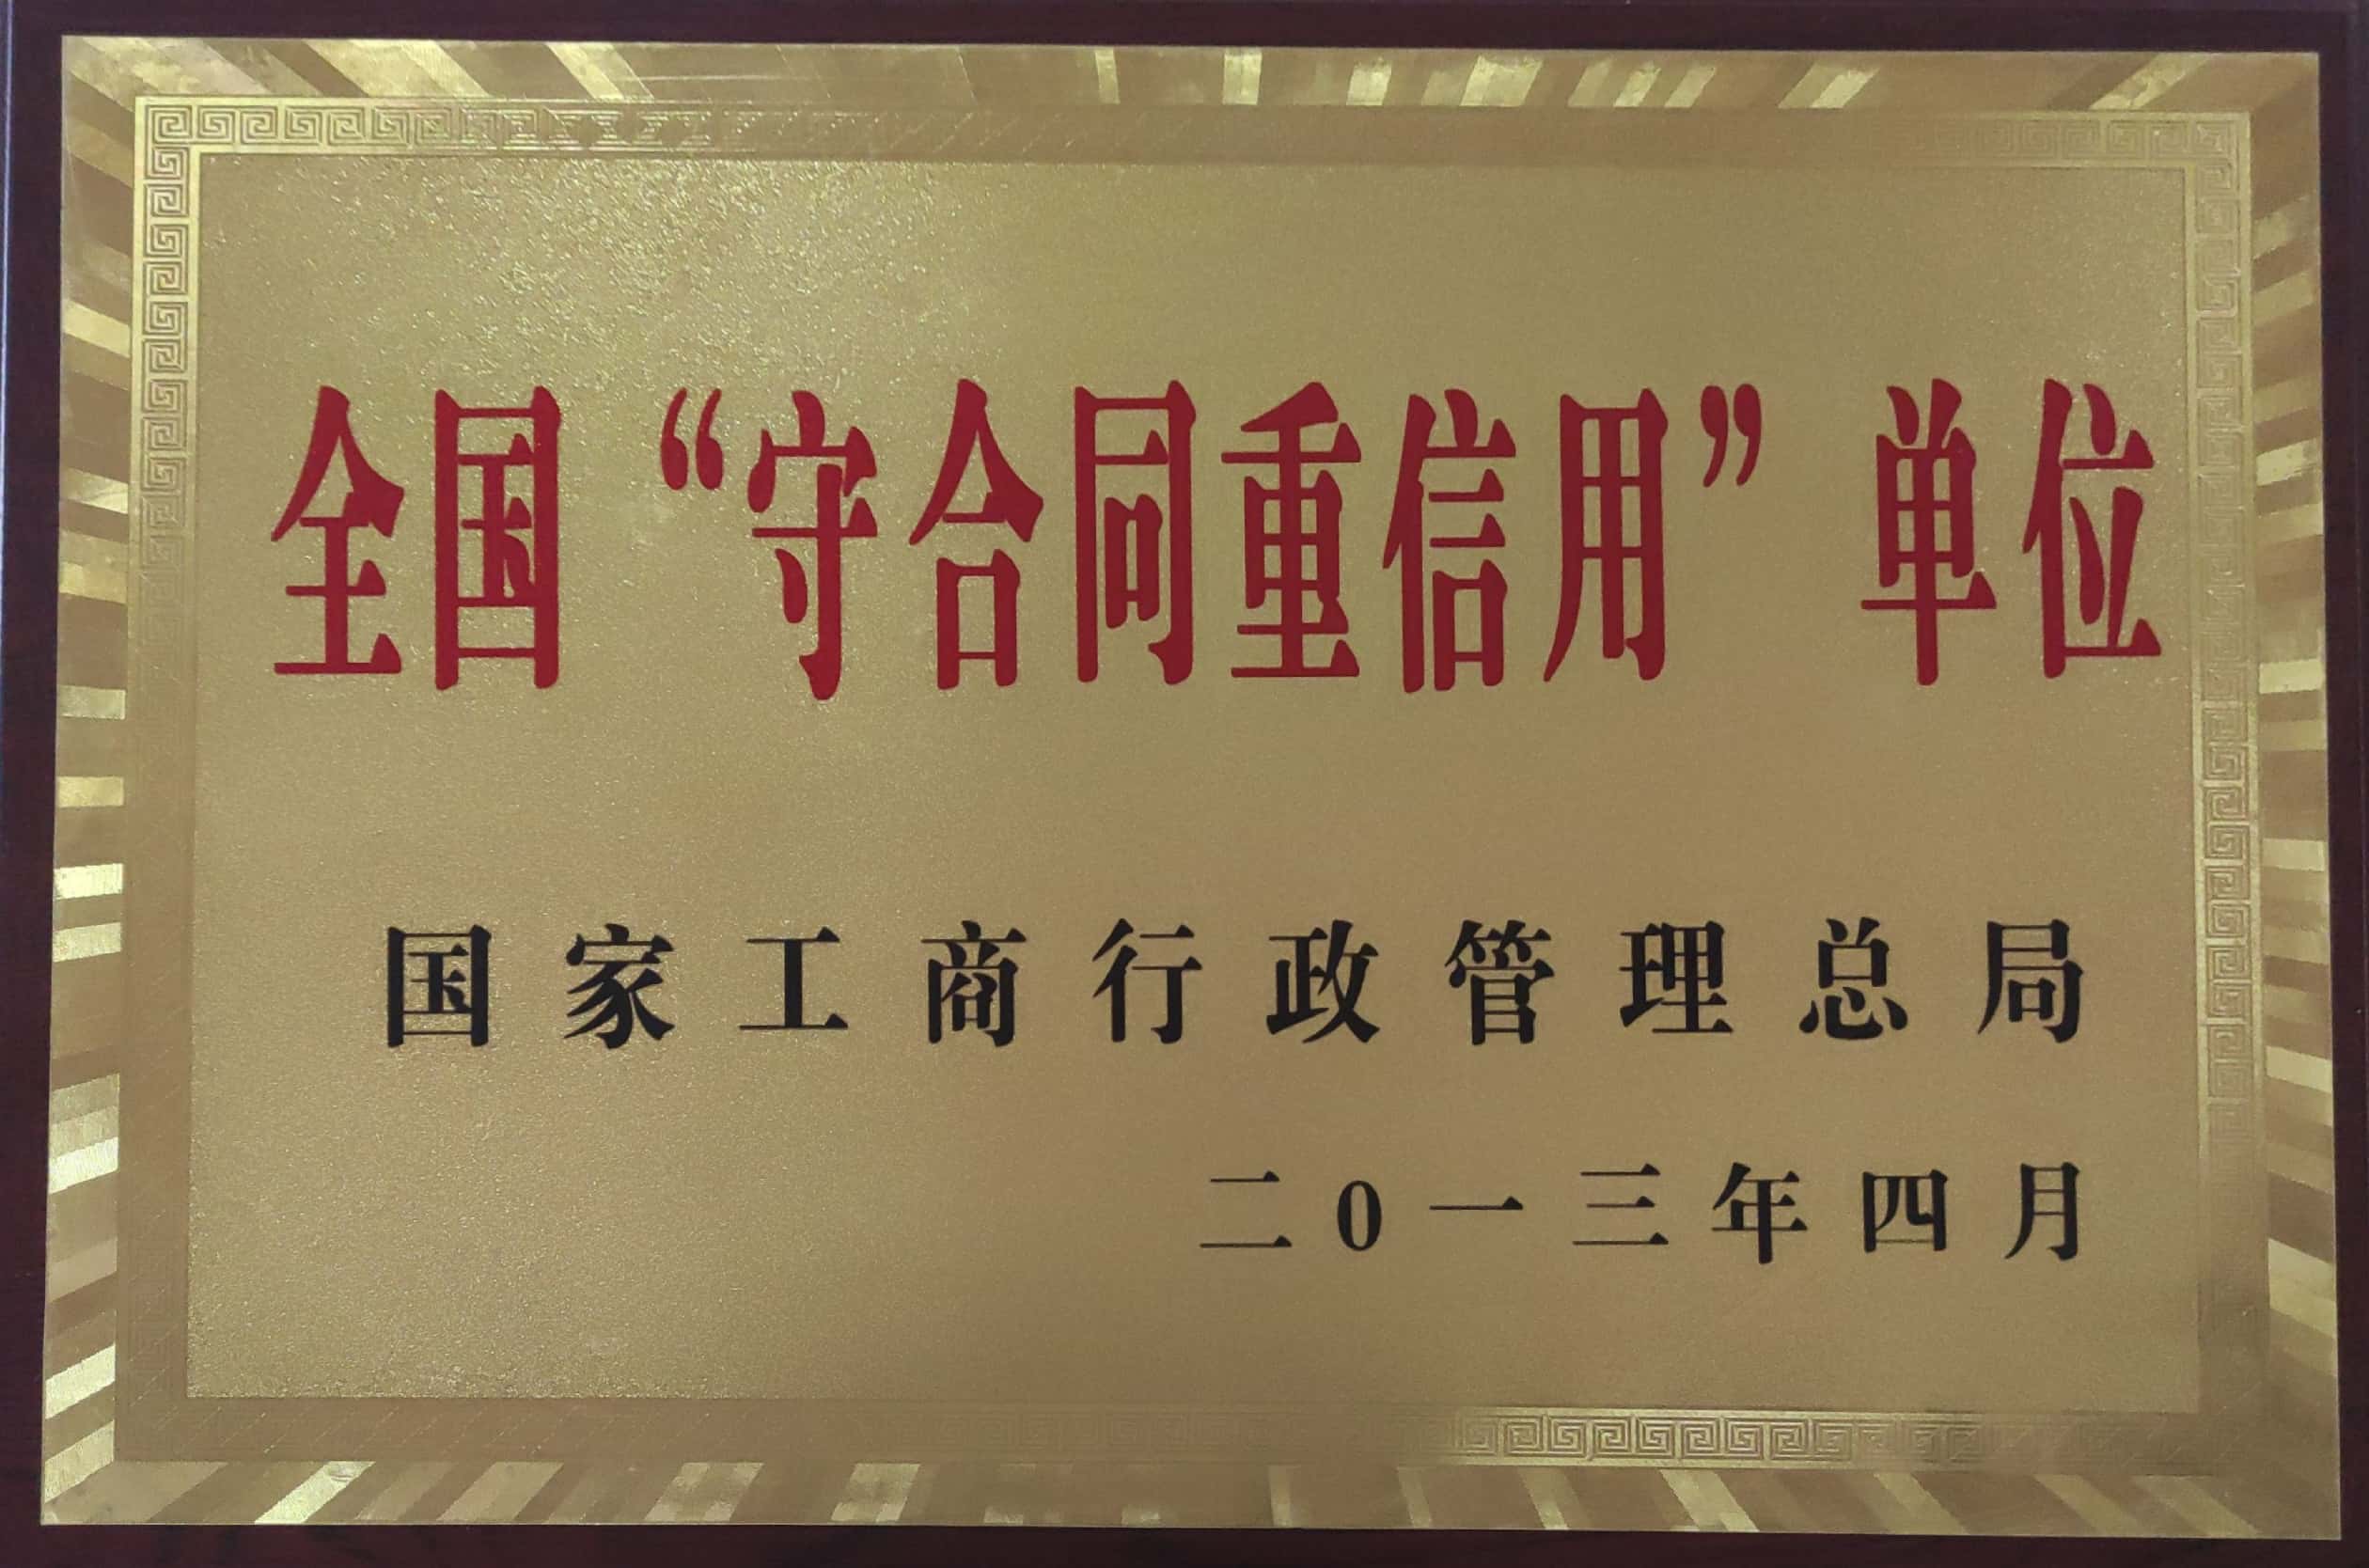 全国“守合同重信用”单位
国家工商行政管理总局
二0一三年四月